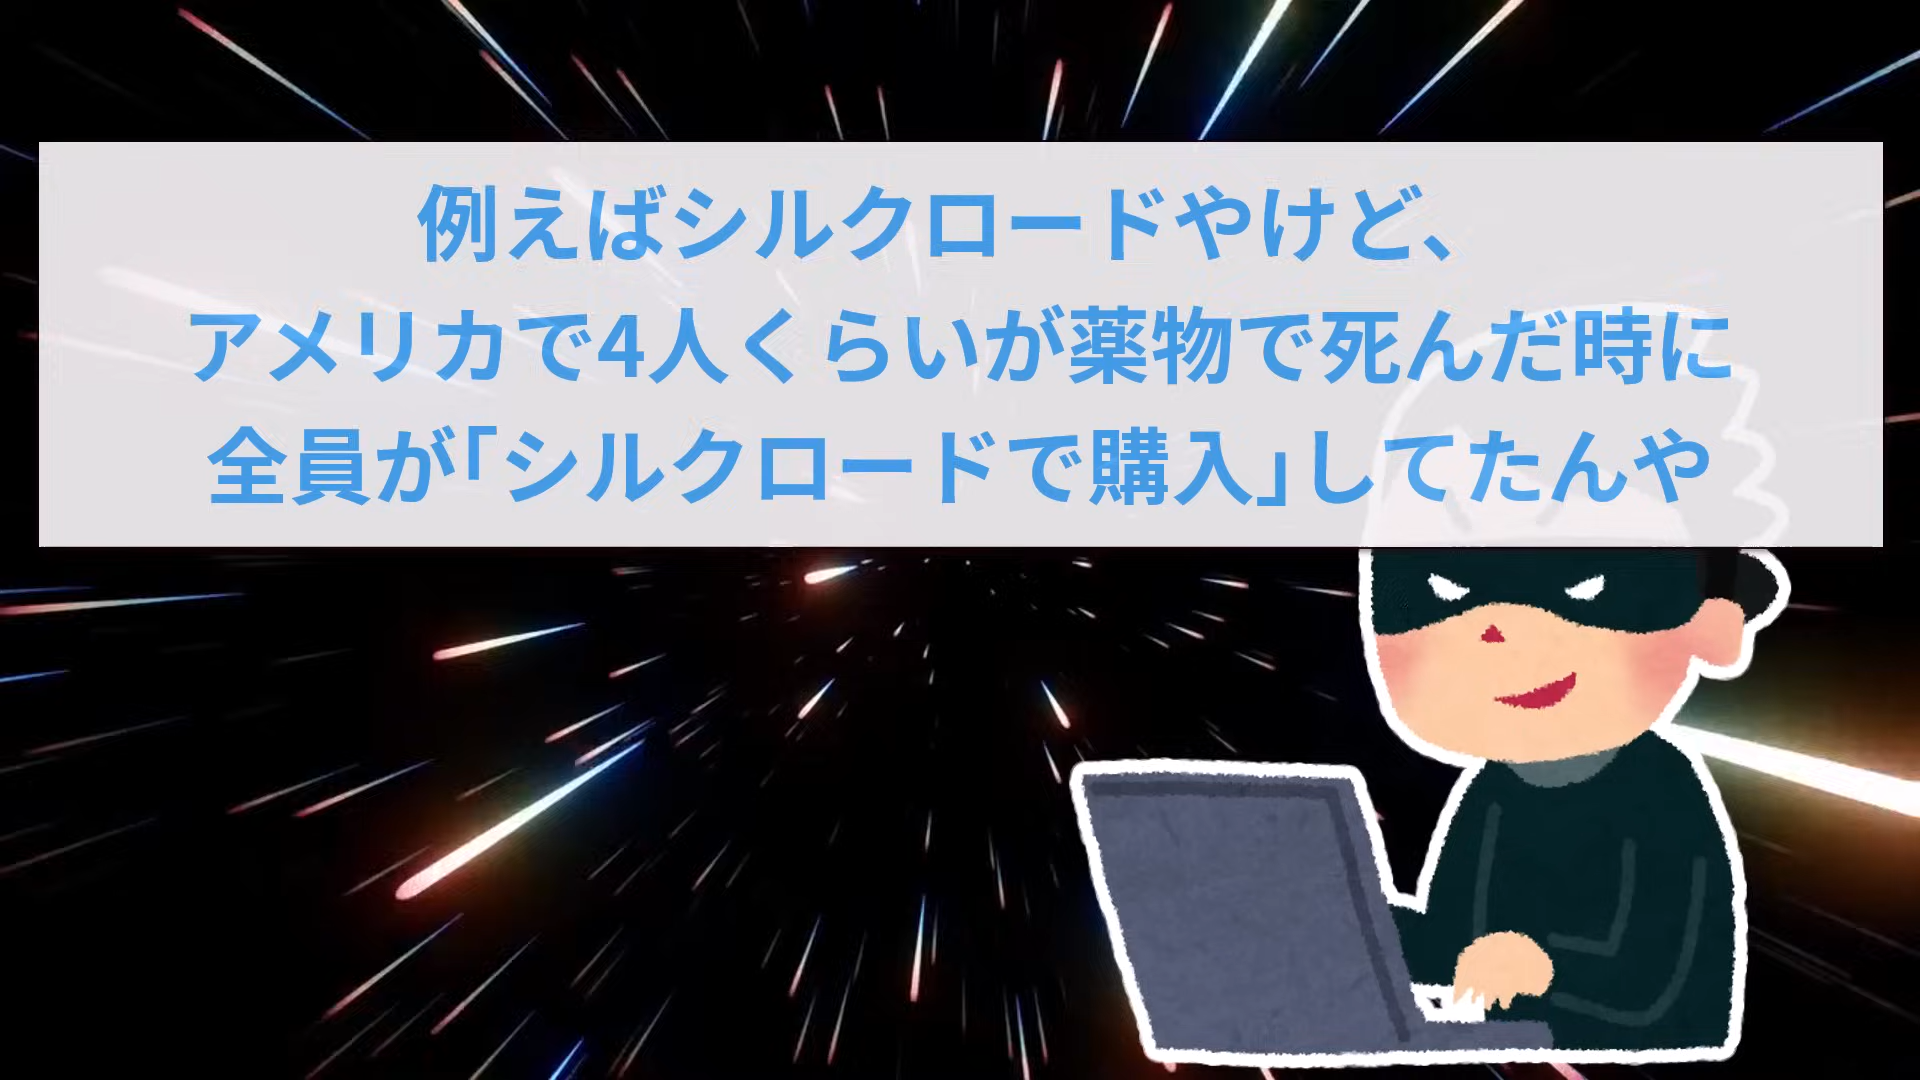 例えばシルクロードやけど、
アメリカで4人くらいが薬物で死んだ時に
全員が｢シルクロードで購入｣してたんや